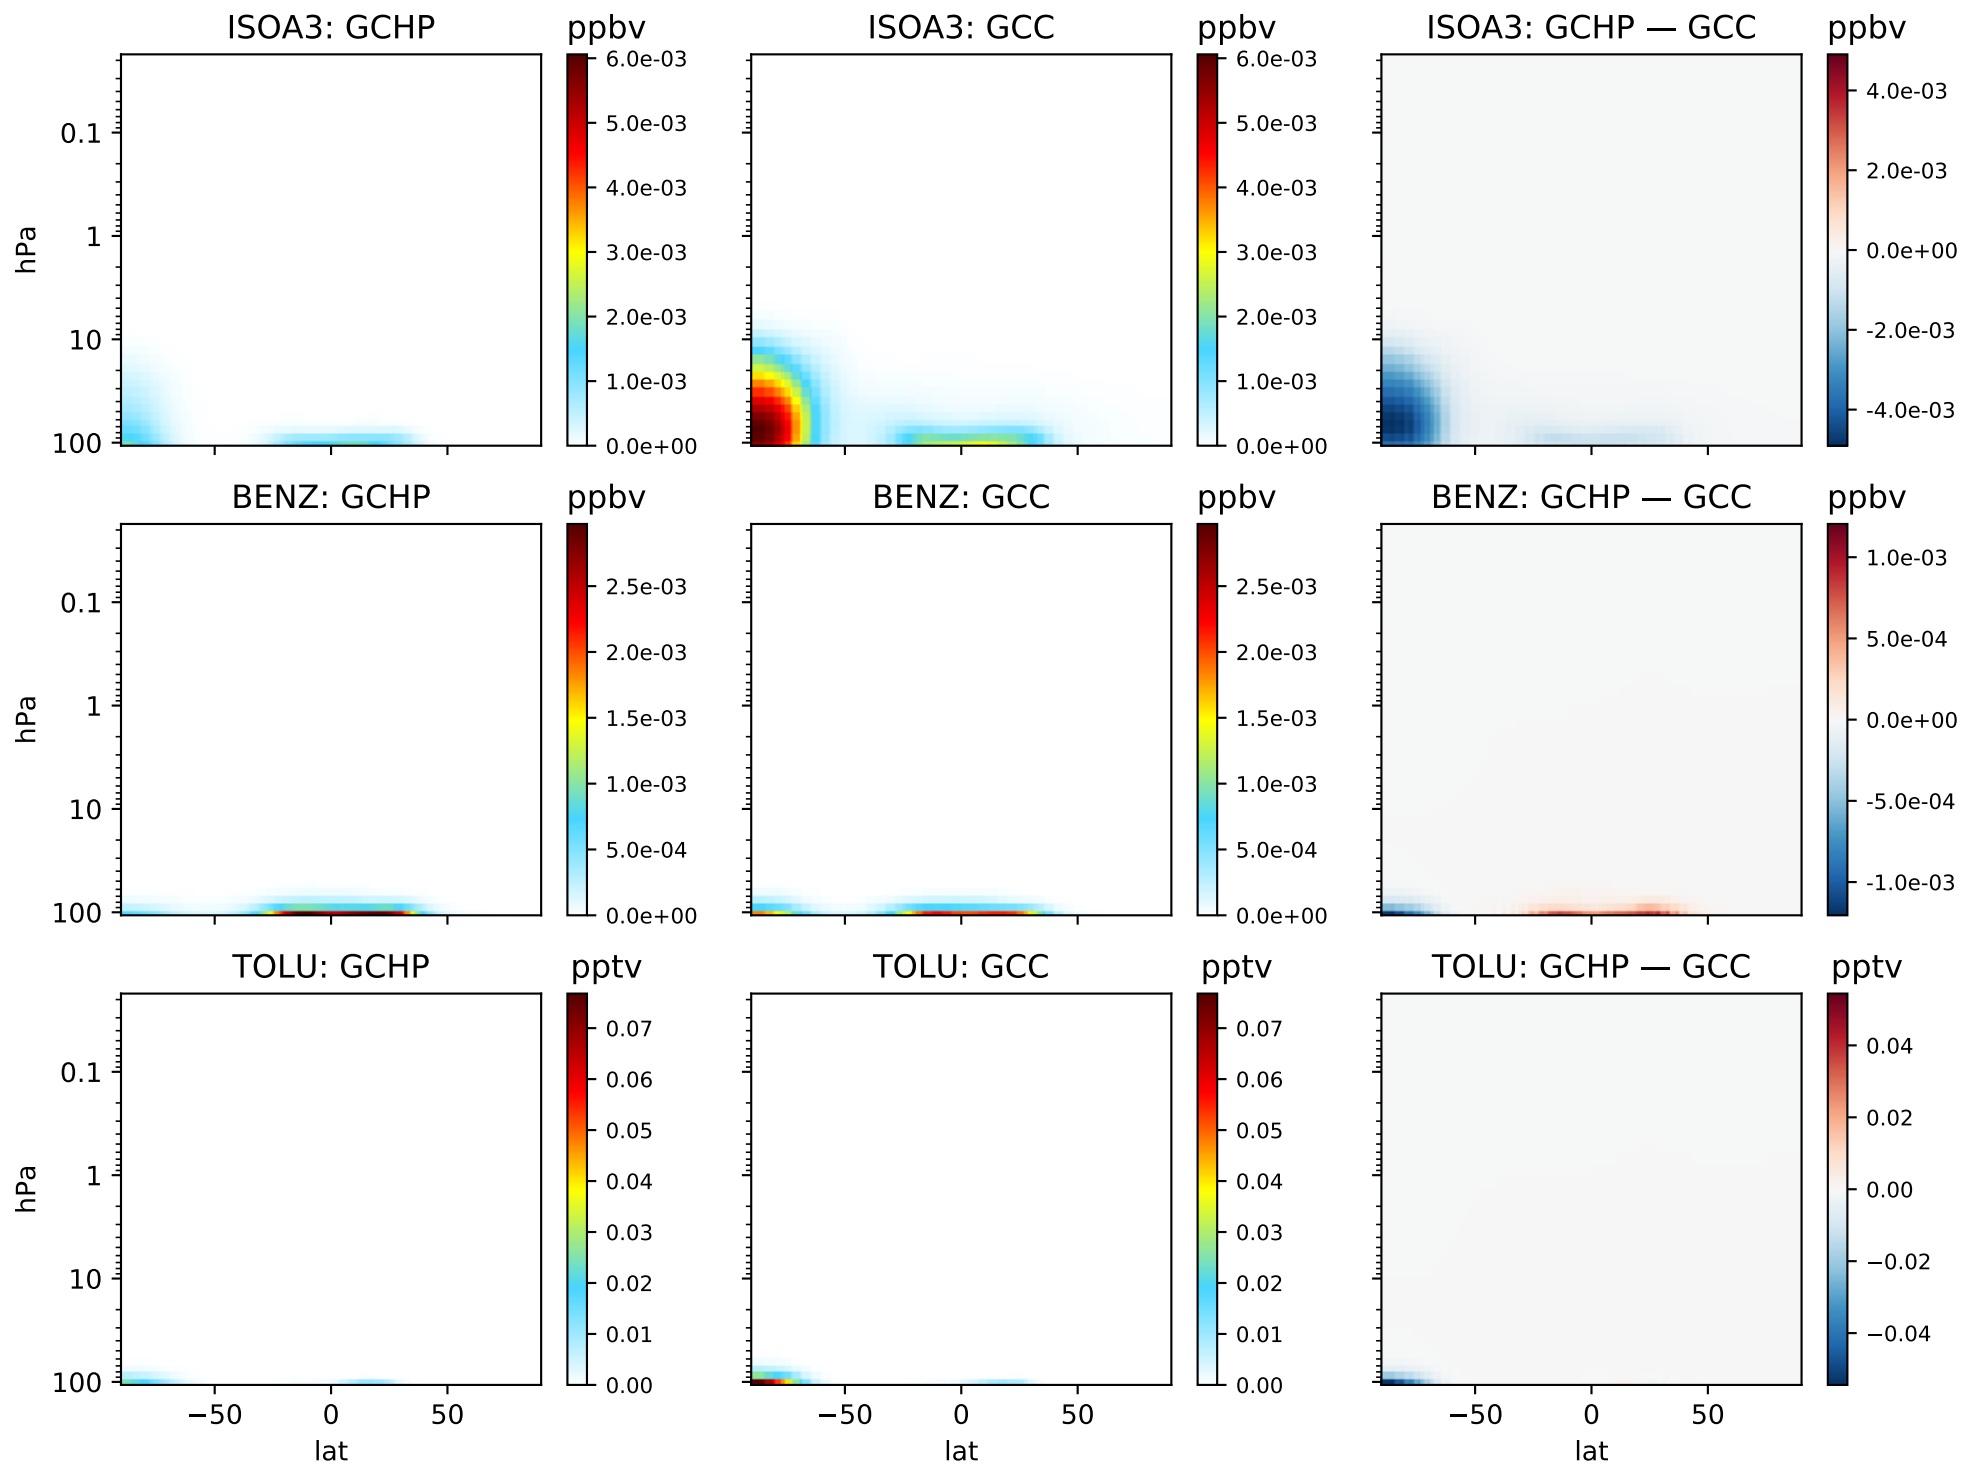 ISOA3: GCHP
ppbv
ISOA3: GCC
ppbv
ISOA3: GCHP — GCC
ppbv
hPa
0.1
1
10
100
6.0e-03
5.0e-03
4.0e-03
3.0e-03
2.0e-03
1.0e-03
0.0e+00
6.0e-03
5.0e-03
4.0e-03
3.0e-03
2.0e-03
1.0e-03
0.0e+00
4.0e-03
2.0e-03
0.0e+00
-2.0e-03
-4.0e-03
BENZ: GCHP
ppbv
BENZ: GCC
ppbv
BENZ: GCHP — GCC
ppbv
hPa
0.1
1
10
100
2.5e-03
2.0e-03
1.5e-03
1.0e-03
5.0e-04
0.0e+00
2.5e-03
2.0e-03
1.5e-03
1.0e-03
5.0e-04
0.0e+00
1.0e-03
5.0e-04
0.0e+00
-5.0e-04
-1.0e-03
TOLU: GCHP
pptv
TOLU: GCC
pptv
TOLU: GCHP — GCC
pptv
hPa
0.1
1
10
100
0.07
0.06
0.05
0.04
0.03
0.02
0.01
0.00
0.07
0.06
0.05
0.04
0.03
0.02
0.01
0.00
0.04
0.02
0.00
−0.02
−0.04
−50 0 50
lat
−50 0 50
lat
−50 0 50
lat